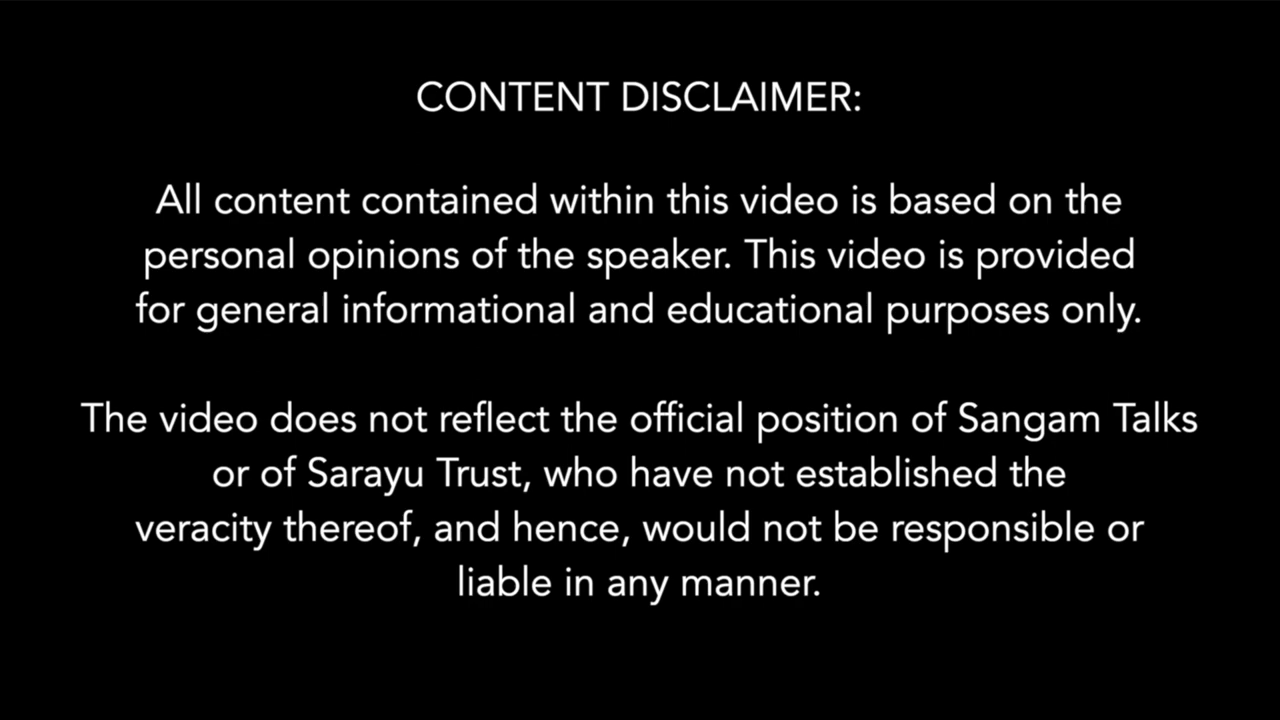 CONTENT DISCLAIMER:
All content contained within this video is based on the
personal opinions of the speaker. This video is provided
for general informational and educational purposes only.
The video does not reflect the official position of Sangam Talks
or of Sarayu Trust, who have not established the
veracity thereof, and hence, would not be responsible or
liable in any manner.